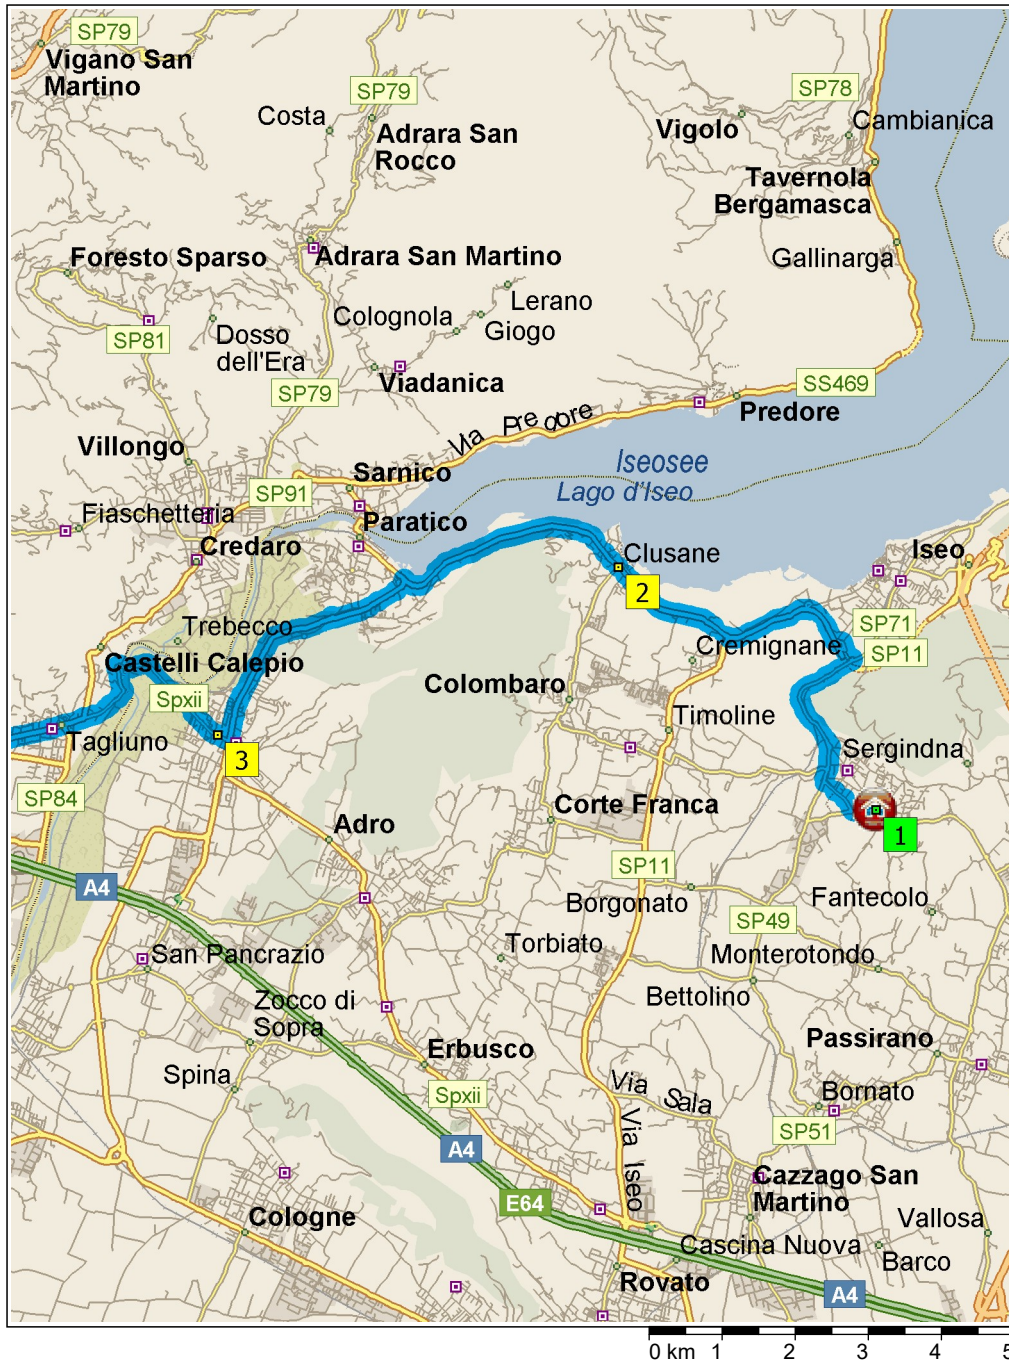 SP79
Vigano San
Martino
SP79
SP78
Costa
Adrara San
Rocco
Vigolo
Cambianica
Tavernola
Bergamasca
Foresto Sparso
Adrara San Martino
Gallinarga
Lerano
Colognola
Giogo
SP81
Dosso
dell'Era
SP79
Viadanica
SS469
Predore
Via Predore
Villongo
Sarnico
Iseosee
Lago d'Iseo
SP91
Fiaschetteria
Paratico
Credaro
Clusane
Iseo
2
SP71
Trebecco
Cremignane
SP11
Castelli Calepio
Spxii
Colombaro
Timoline
Tagliuno
3
Sergindna
SP84
Corte Franca
Adro
1
SP11
A4
Borgonato
Fantecolo
SP49
Torbiato
San Pancrazio
Monterotondo
Bettolino
Zocco di
Sopra
Passirano
Erbusco
Spina
Via Sala
Spxii
Bornato
SP51
Via Iseo
A4
Cazzago San
Martino
E64
Cologne
Vallosa
Cascina Nuova
Barco
Rovato
A4
0 km 1 2 3 4 5